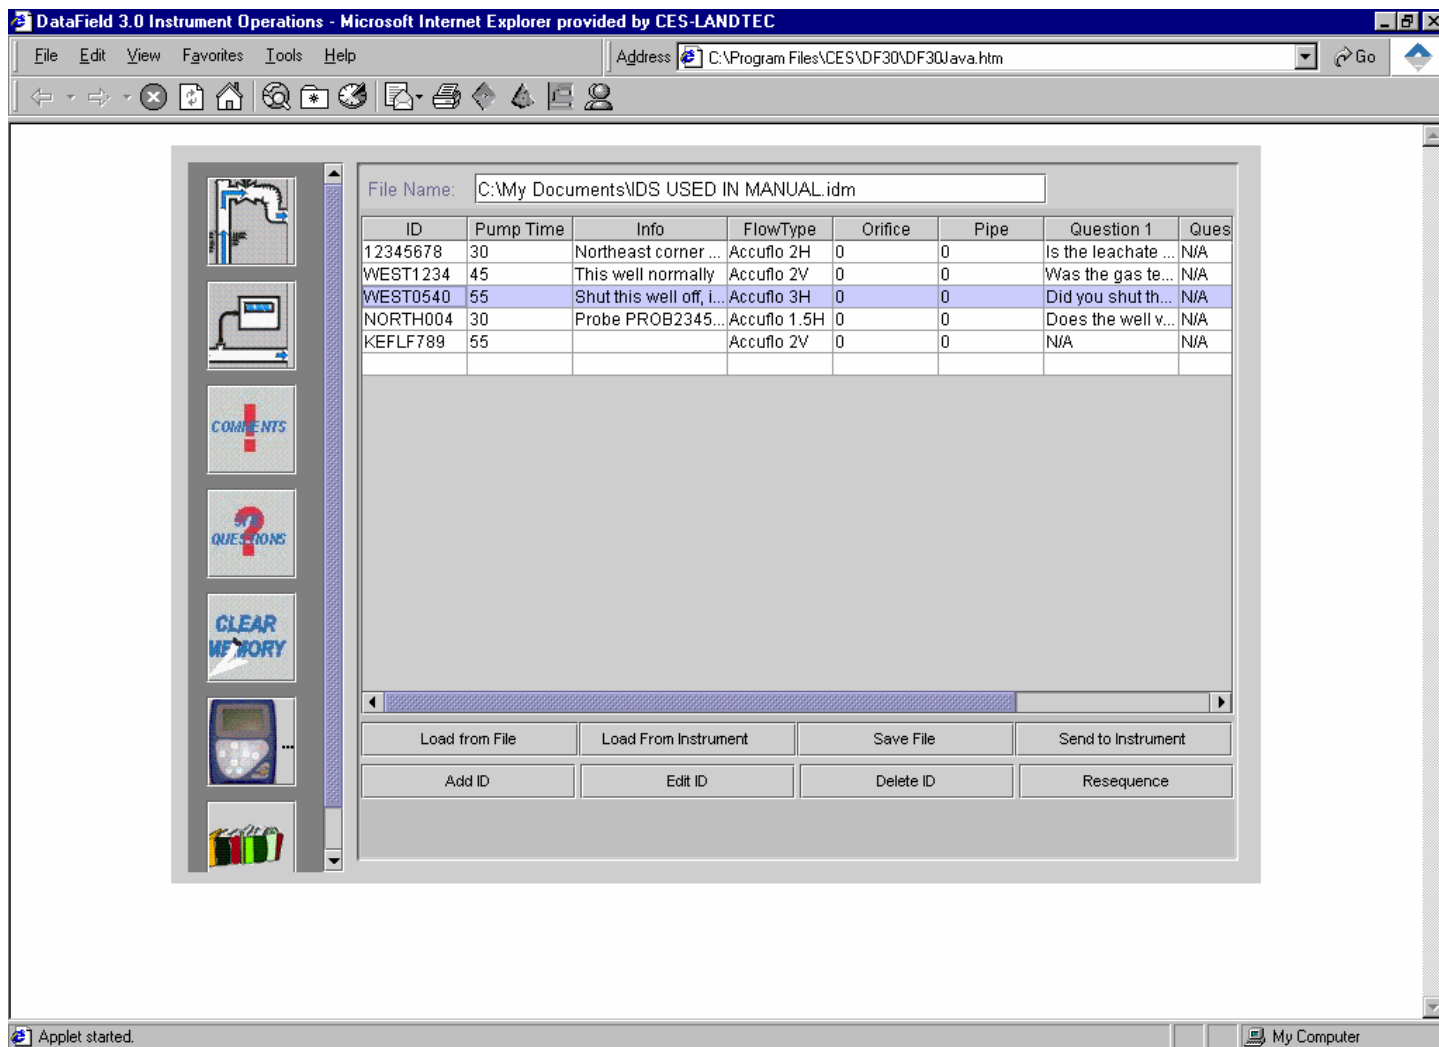 DataField 3.0 Instrument Operations - Microsoft Internet Explorer provided by CES-LANDTEC
File Edit View Favorites Tools Help Address C:\Program Files\CES\DF30\DF30Java.htm Go
File Name: C:\My Documents\IDS USED IN MANUAL.idm
ID Pump Time Info FlowType Orifice Pipe Question 1 Ques
12345678 30 Northeast corner ... Accuflo 2H 0 0 Is the leachate ... N/A
WEST1234 45 This well normally Accuflo 2V 0 0 Was the gas te... N/A
WEST0540 55 Shut this well off, i... Accuflo 3H 0 0 Did you shut th... N/A
NORTH004 30 Probe PROB2345... Accuflo 1.5H 0 0 Does the well v... N/A
KEFLF789 55 Accuflo 2V 0 0 N/A N/A
COMMENTS
QUESTIONS
CLEAR
MEMORY
...
Load from File Load From Instrument Save File Send to Instrument
Add ID Edit ID Delete ID Resequence
Applet started. My Computer